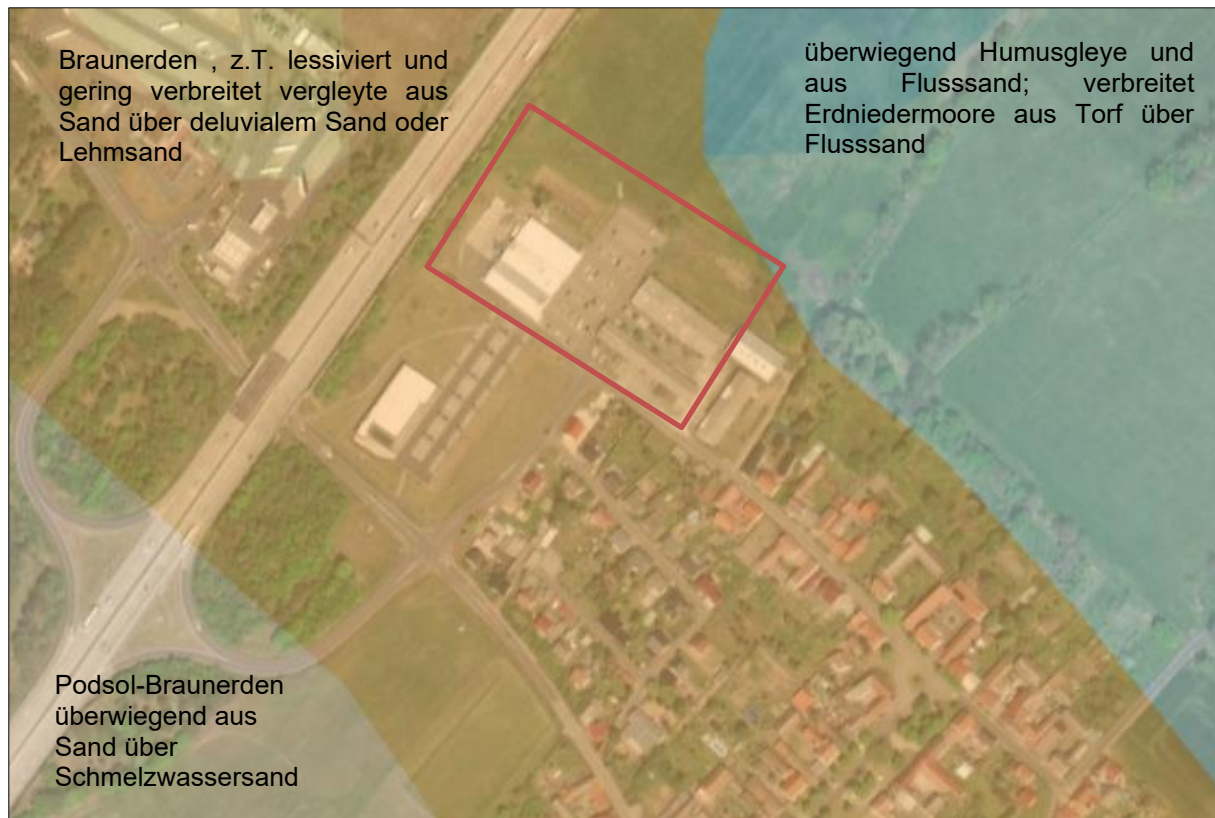 Braunerden , z.T. lessiviert und
gering verbreitet vergleyte aus
Sand über deluvialem Sand oder
Lehmsand
überwiegend Humusgleye und
aus Flusssand; verbreitet
Erdniedermoore aus Torf über
Flusssand
Podsol-Braunerden
überwiegend aus
Sand über
Schmelzwassersand